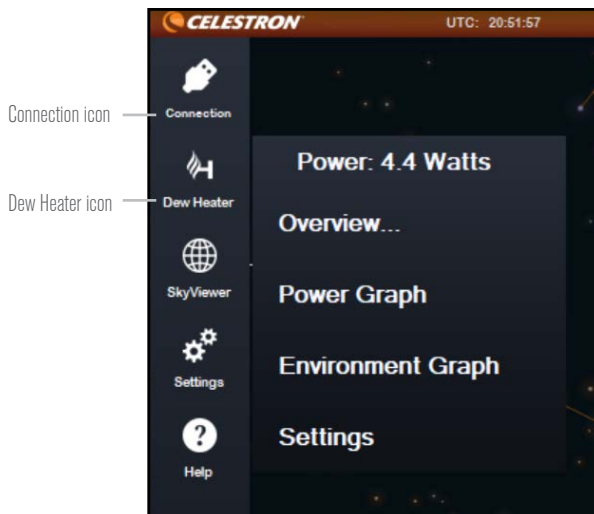 CELESTRON
UTC: 20:51:57
Connection icon
Connection
Power: 4.4 Watts
Dew Heater icon
Dew Heater
Overview...
SkyViewer
Power Graph
Environment Graph
Settings
Settings
Help